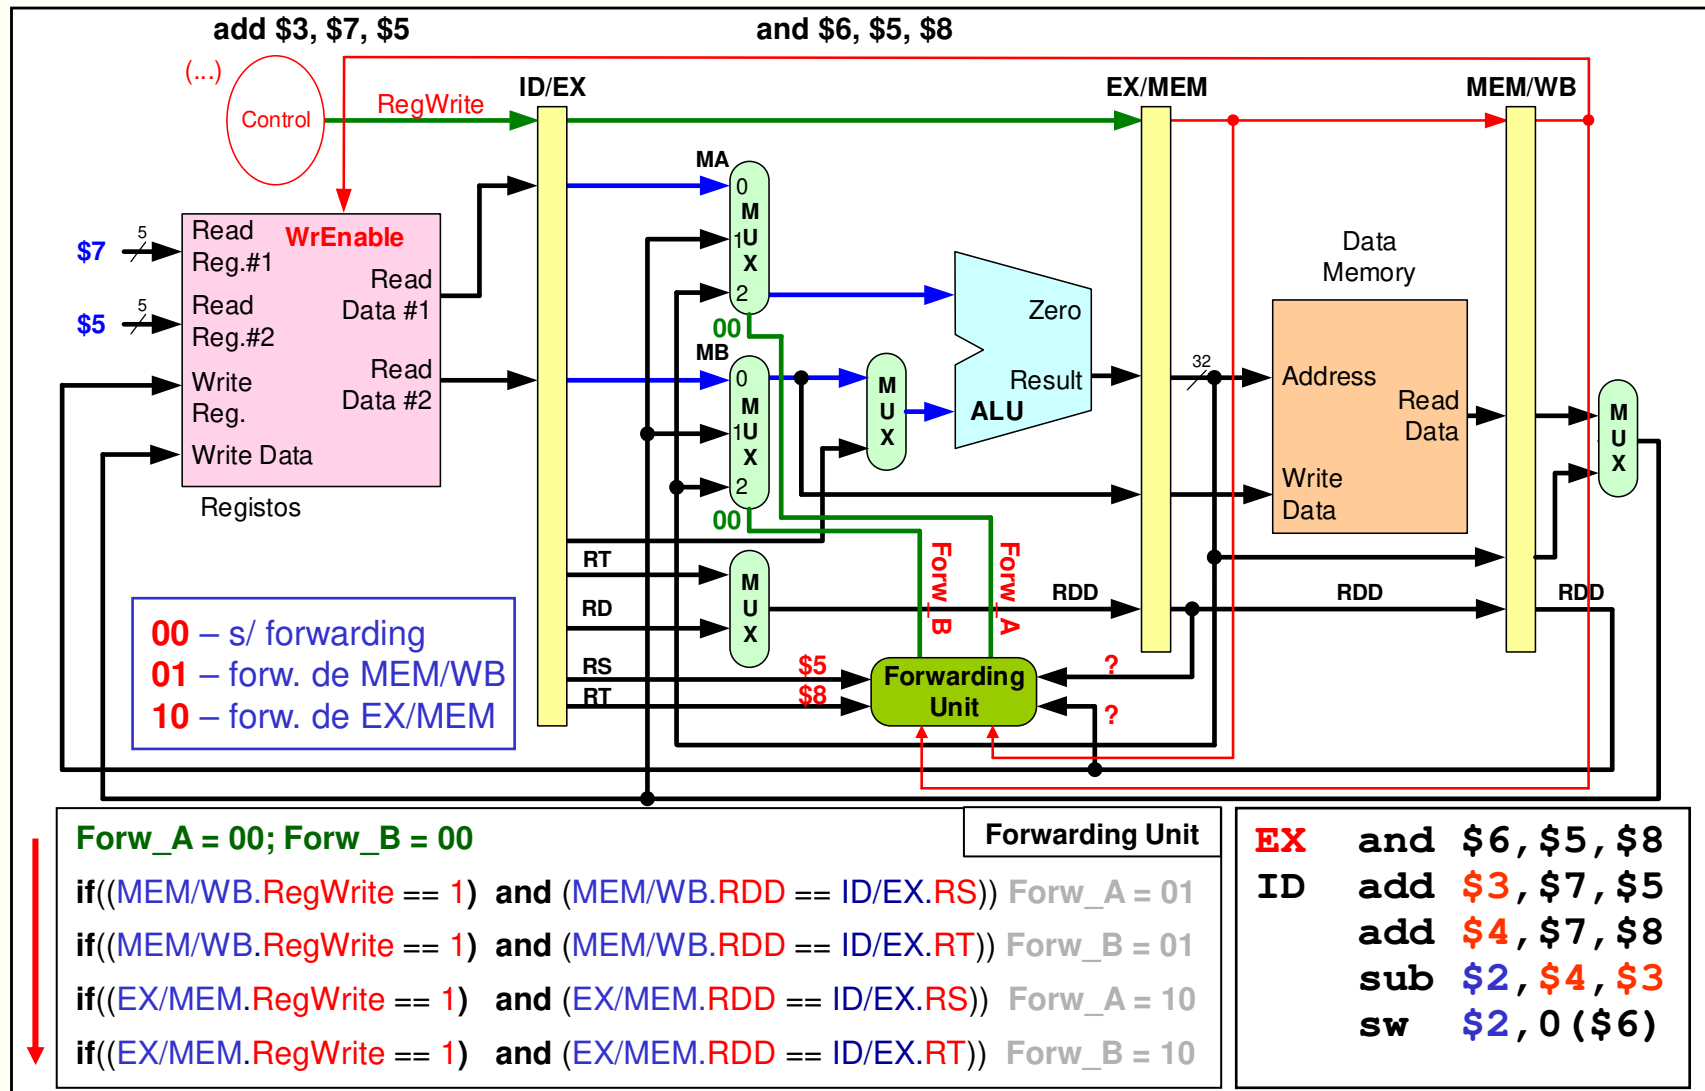 add $3, $7, $5
and $6, $5, $8
(...)
Control
RegWrite
ID/EX
EX/MEM
MEM/WB
$7
5
Read
Reg.#1
WrEnable
Read
Data #1
$5
5
Read
Reg.#2
Write
Reg.
Read
Data #2
Write Data
Registos
MA
0
M
1U
X
2
00
MB
0
M
1U
X
2
00
M
U
X
Zero
Result
ALU
32
Data
Memory
Address
Read
Data
Write
Data
M
U
X
RT
RD
M
U
X
RDD
RDD
RDD
Forw_B
Forw_A
RS
$5
RT
$8
Forwarding
Unit
?
?
00 – s/ forwarding
01 – forw. de MEM/WB
10 – forw. de EX/MEM
Forw_A = 00; Forw_B = 00
Forwarding Unit
if((MEM/WB.RegWrite == 1) and (MEM/WB.RDD == ID/EX.RS)) Forw_A = 01
if((MEM/WB.RegWrite == 1) and (MEM/WB.RDD == ID/EX.RT)) Forw_B = 01
if((EX/MEM.RegWrite == 1) and (EX/MEM.RDD == ID/EX.RS)) Forw_A = 10
if((EX/MEM.RegWrite == 1) and (EX/MEM.RDD == ID/EX.RT)) Forw_B = 10
EX and $6,$5,$8
ID add $3,$7,$5
add $4,$7,$8
sub $2,$4,$3
sw $2,0($6)